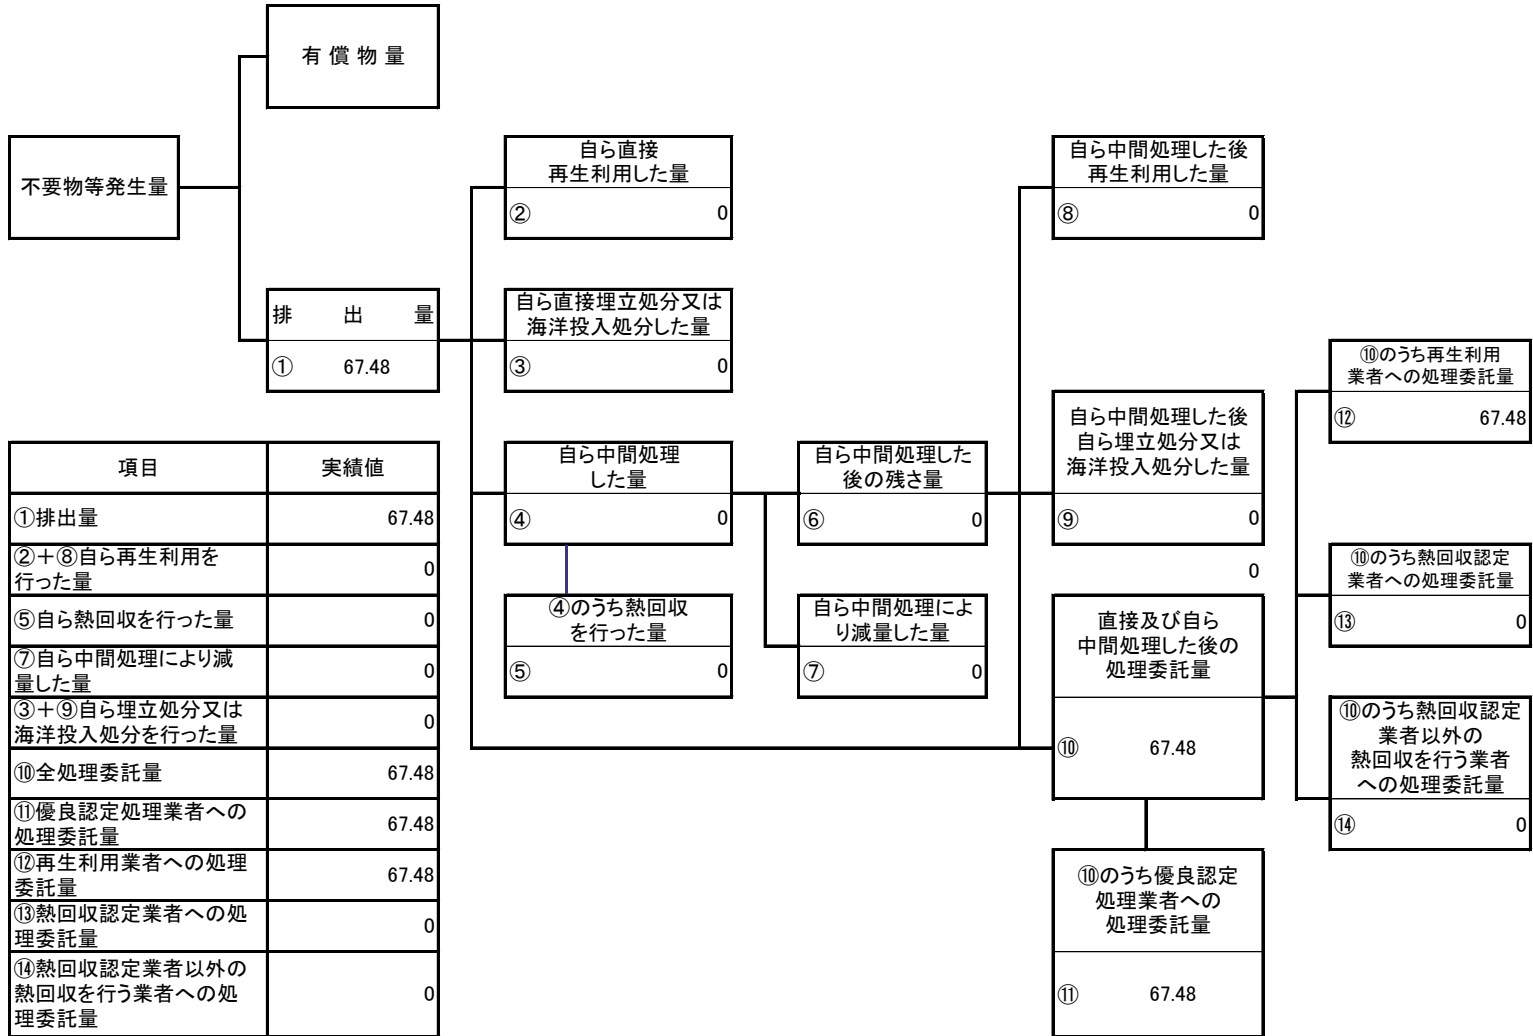 有 償 物 量
不要物等発生量
排 出 量
① 67.48
自ら直接
再生利用した量
② 0
自ら直接埋立処分又は
海洋投入処分した量
③ 0
自ら中間処理
した量
④ 0
④のうち熱回収
を行った量
⑤ 0
自ら中間処理した
後の残さ量
⑥ 0
自ら中間処理によ
り減量した量
⑦ 0
自ら中間処理した後
再生利用した量
⑧ 0
自ら中間処理した後
自ら埋立処分又は
海洋投入処分した量
⑨ 0
0
直接及び自ら
中間処理した後の
処理委託量
⑩ 67.48
⑩のうち優良認定
処理業者への
処理委託量
⑪ 67.48
⑩のうち再生利用
業者への処理委託量
⑫ 67.48
⑩のうち熱回収認定
業者への処理委託量
⑬ 0
⑩のうち熱回収認定
業者以外の
熱回収を行う業者
への処理委託量
⑭ 0
項目 実績値
①排出量 67.48
②＋⑧自ら再生利用を
行った量 0
⑤自ら熱回収を行った量 0
⑦自ら中間処理により減
量した量 0
③＋⑨自ら埋立処分又は
海洋投入処分を行った量 0
⑩全処理委託量 67.48
⑪優良認定処理業者への
処理委託量 67.48
⑫再生利用業者への処理
委託量 67.48
⑬熱回収認定業者への処
理委託量 0
⑭熱回収認定業者以外の
熱回収を行う業者への処
理委託量 0